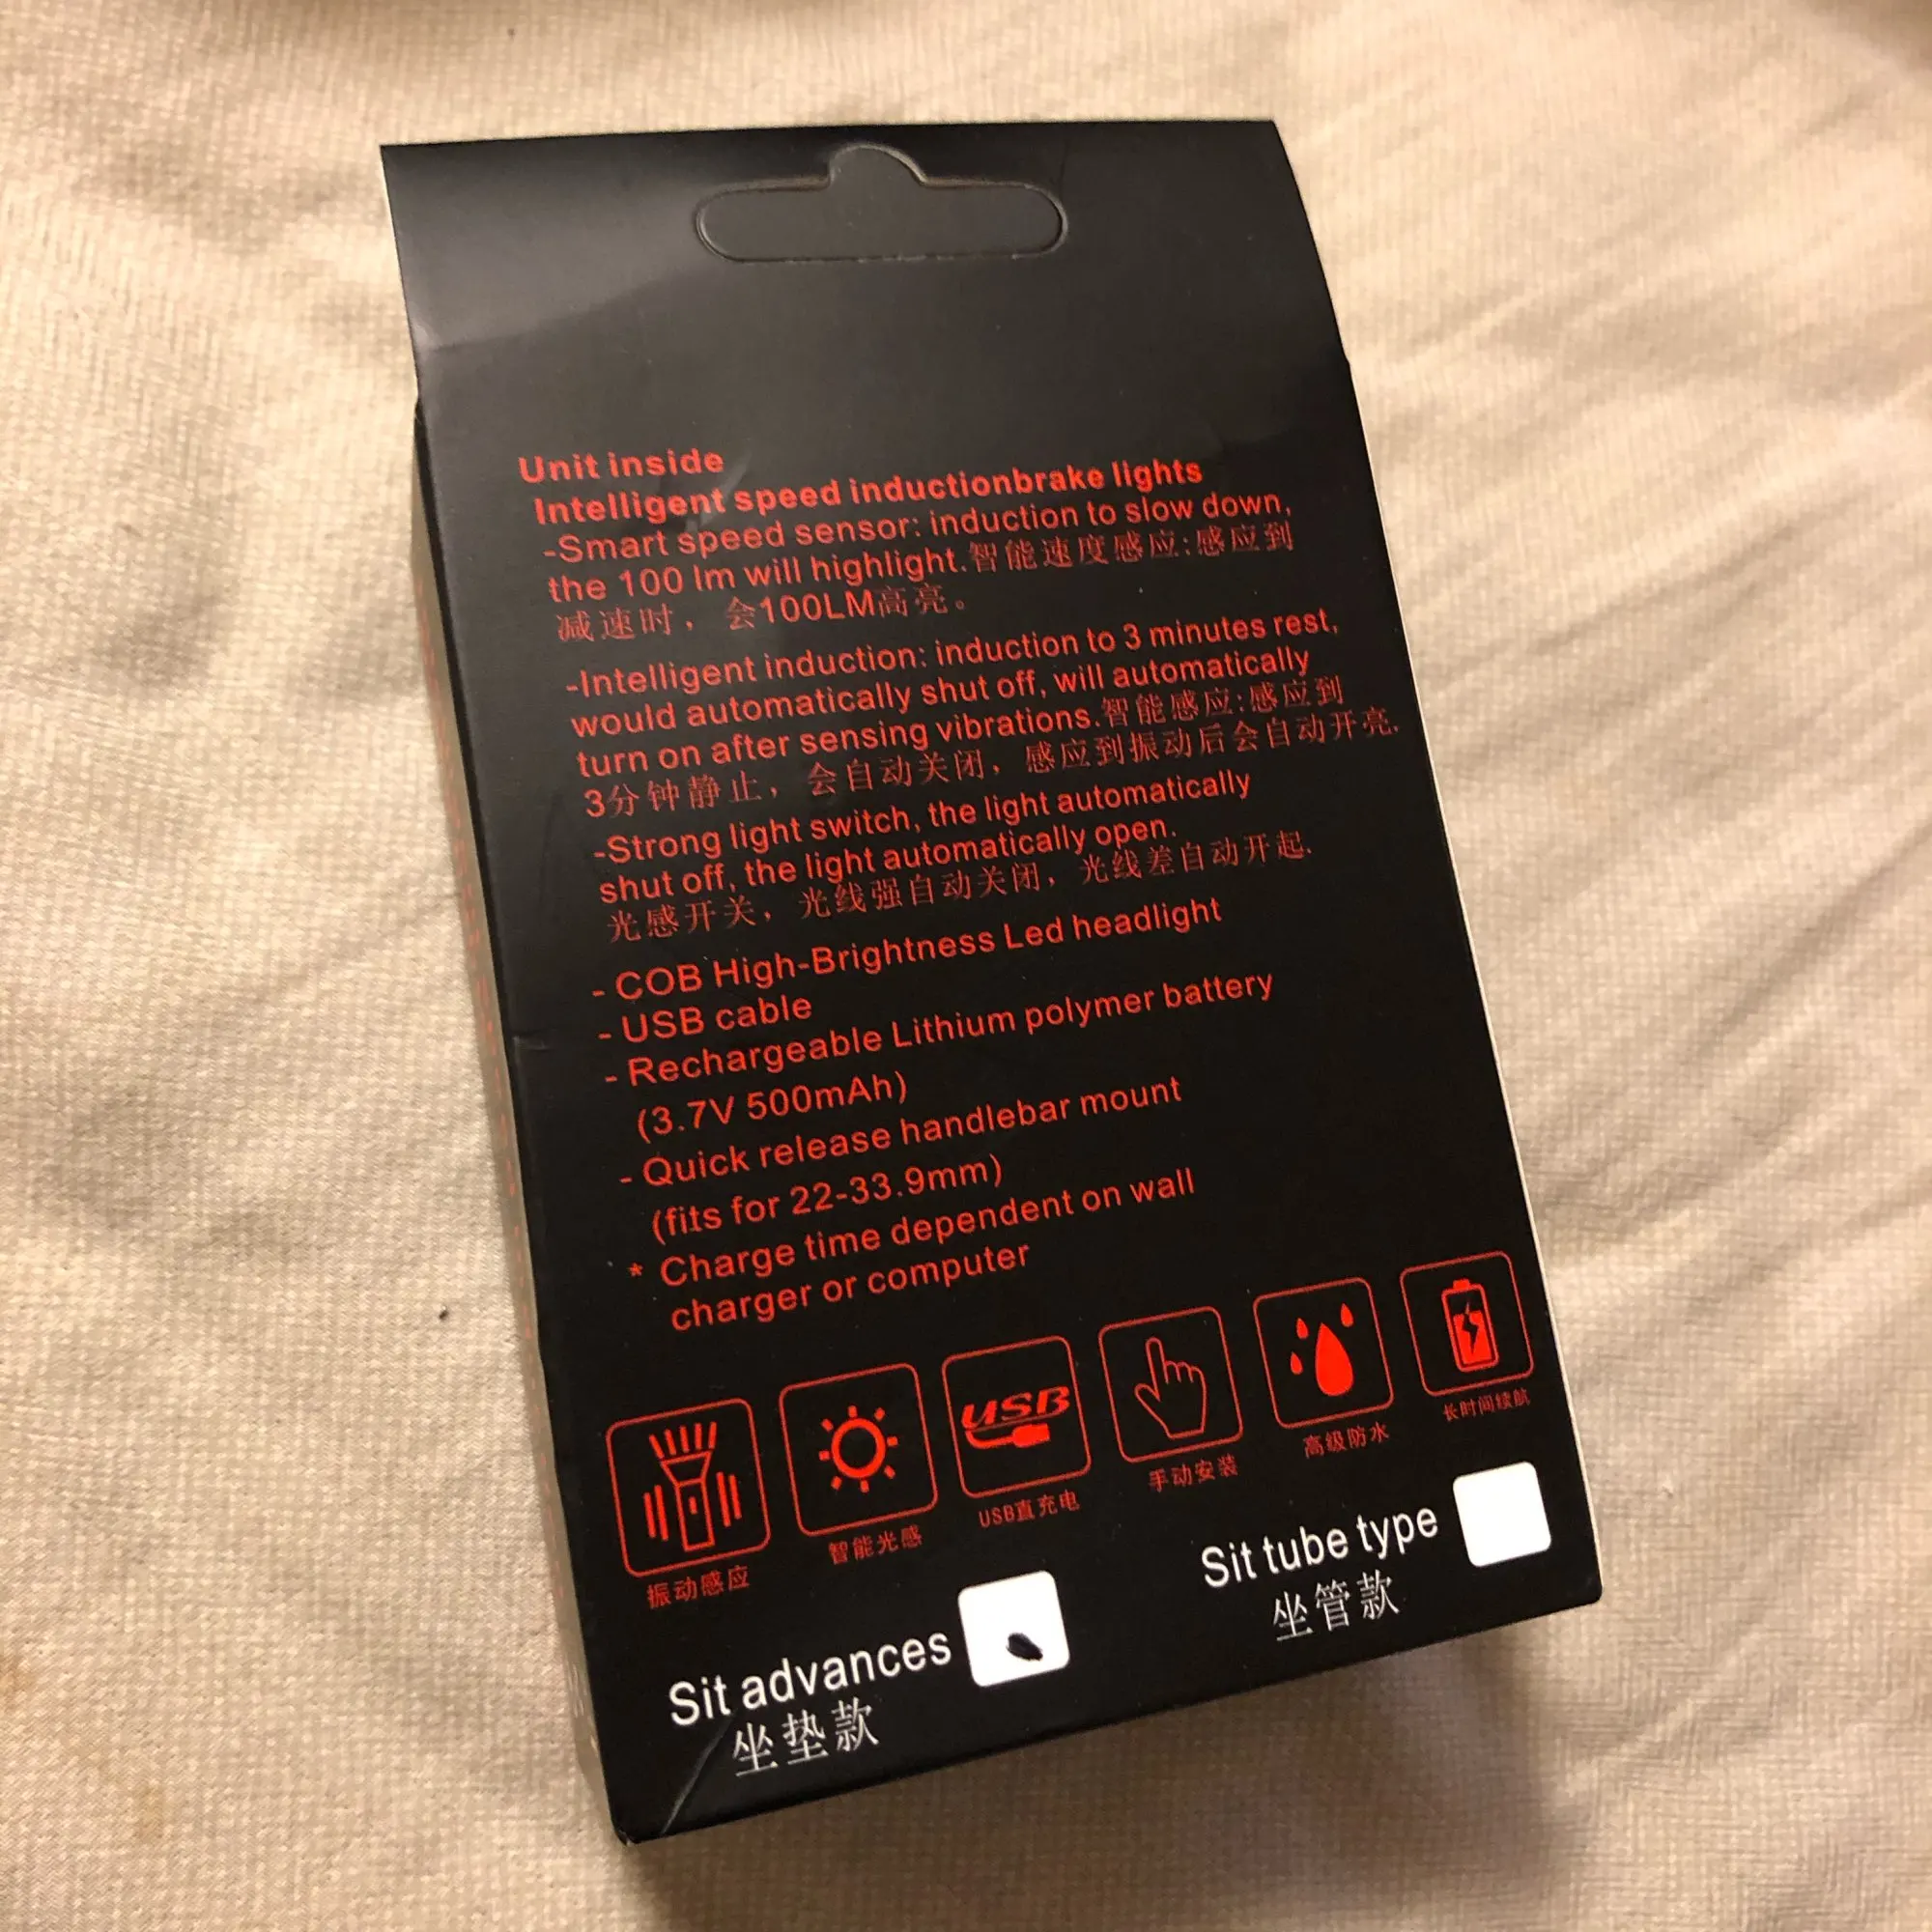 Unit inside
Intelligent speed inductionbrake lights
-Smart speed sensor: induction to slow down,
the 100 lm will highlight.智能速度感应:感应到
减速时，会100LM高亮。
-Intelligent induction: induction to 3 minutes rest,
would automatically shut off, will automatically
turn on after sensing vibrations.智能感应:感应到
3分钟静止，会自动关闭，感应到振动后会自动开亮.
-Strong light switch, the light automatically
shut off, the light automatically open.
光感开关，光线强自动关闭，光线差自动开起.
- COB High-Brightness Led headlight
- USB cable
- Rechargeable Lithium polymer battery
(3.7V 500mAh)
- Quick release handlebar mount
(fits for 22-33.9mm)
* Charge time dependent on wall
charger or computer
USB
振动感应
智能光感
USB直充电
手动安装
高级防水
长时间续航
Sit advances
坐垫款
Sit tube type
坐管款